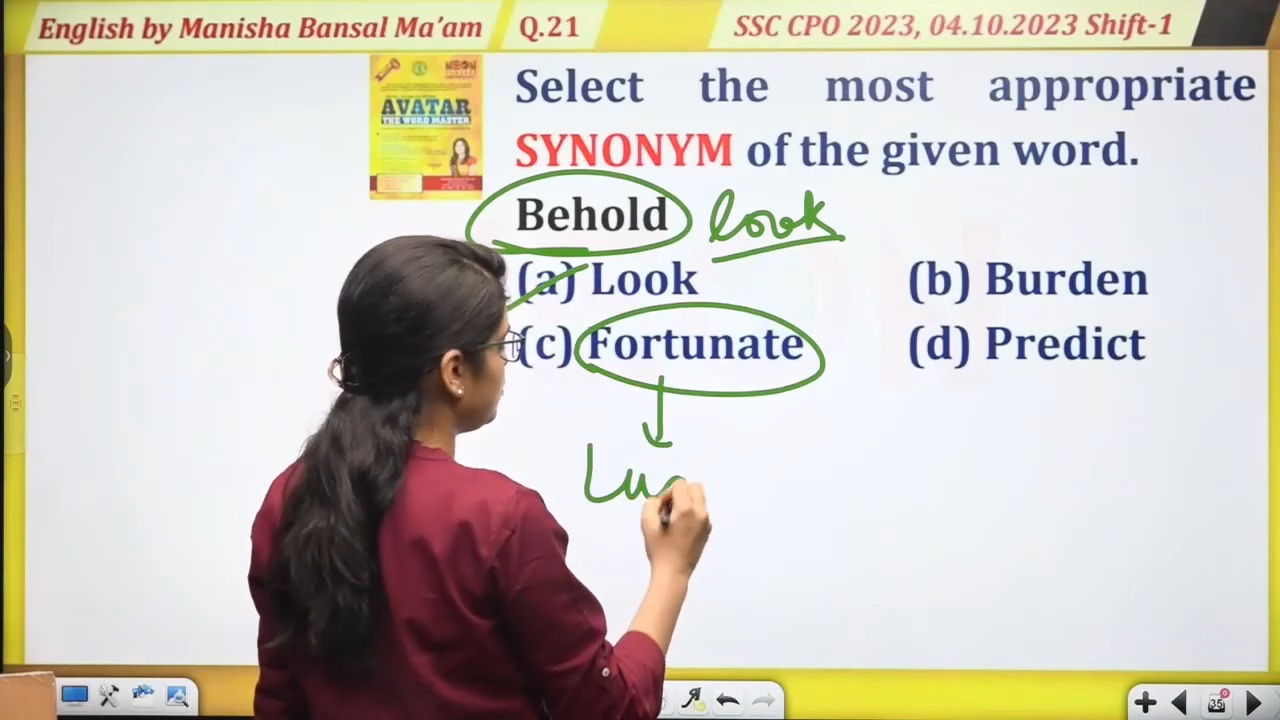 English by Manisha Bansal Ma'am Q.21 SSC CPO 2023, 04.10.2023 Shift-1
AVATAR
THE WORD MASTER
Select the most appropriate
SYNONYM of the given word.
Behold look
(a) Look (b) Burden
(c) Fortunate (d) Predict
Lu
35